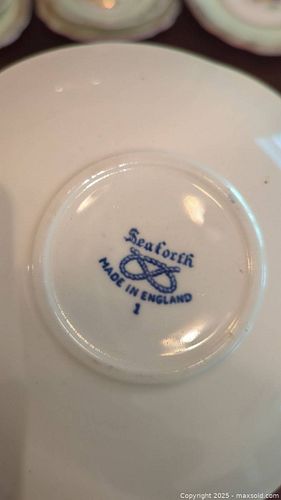 Seaforth
MADE IN ENGLAND
1
Copyright 2025 - maxsold.com